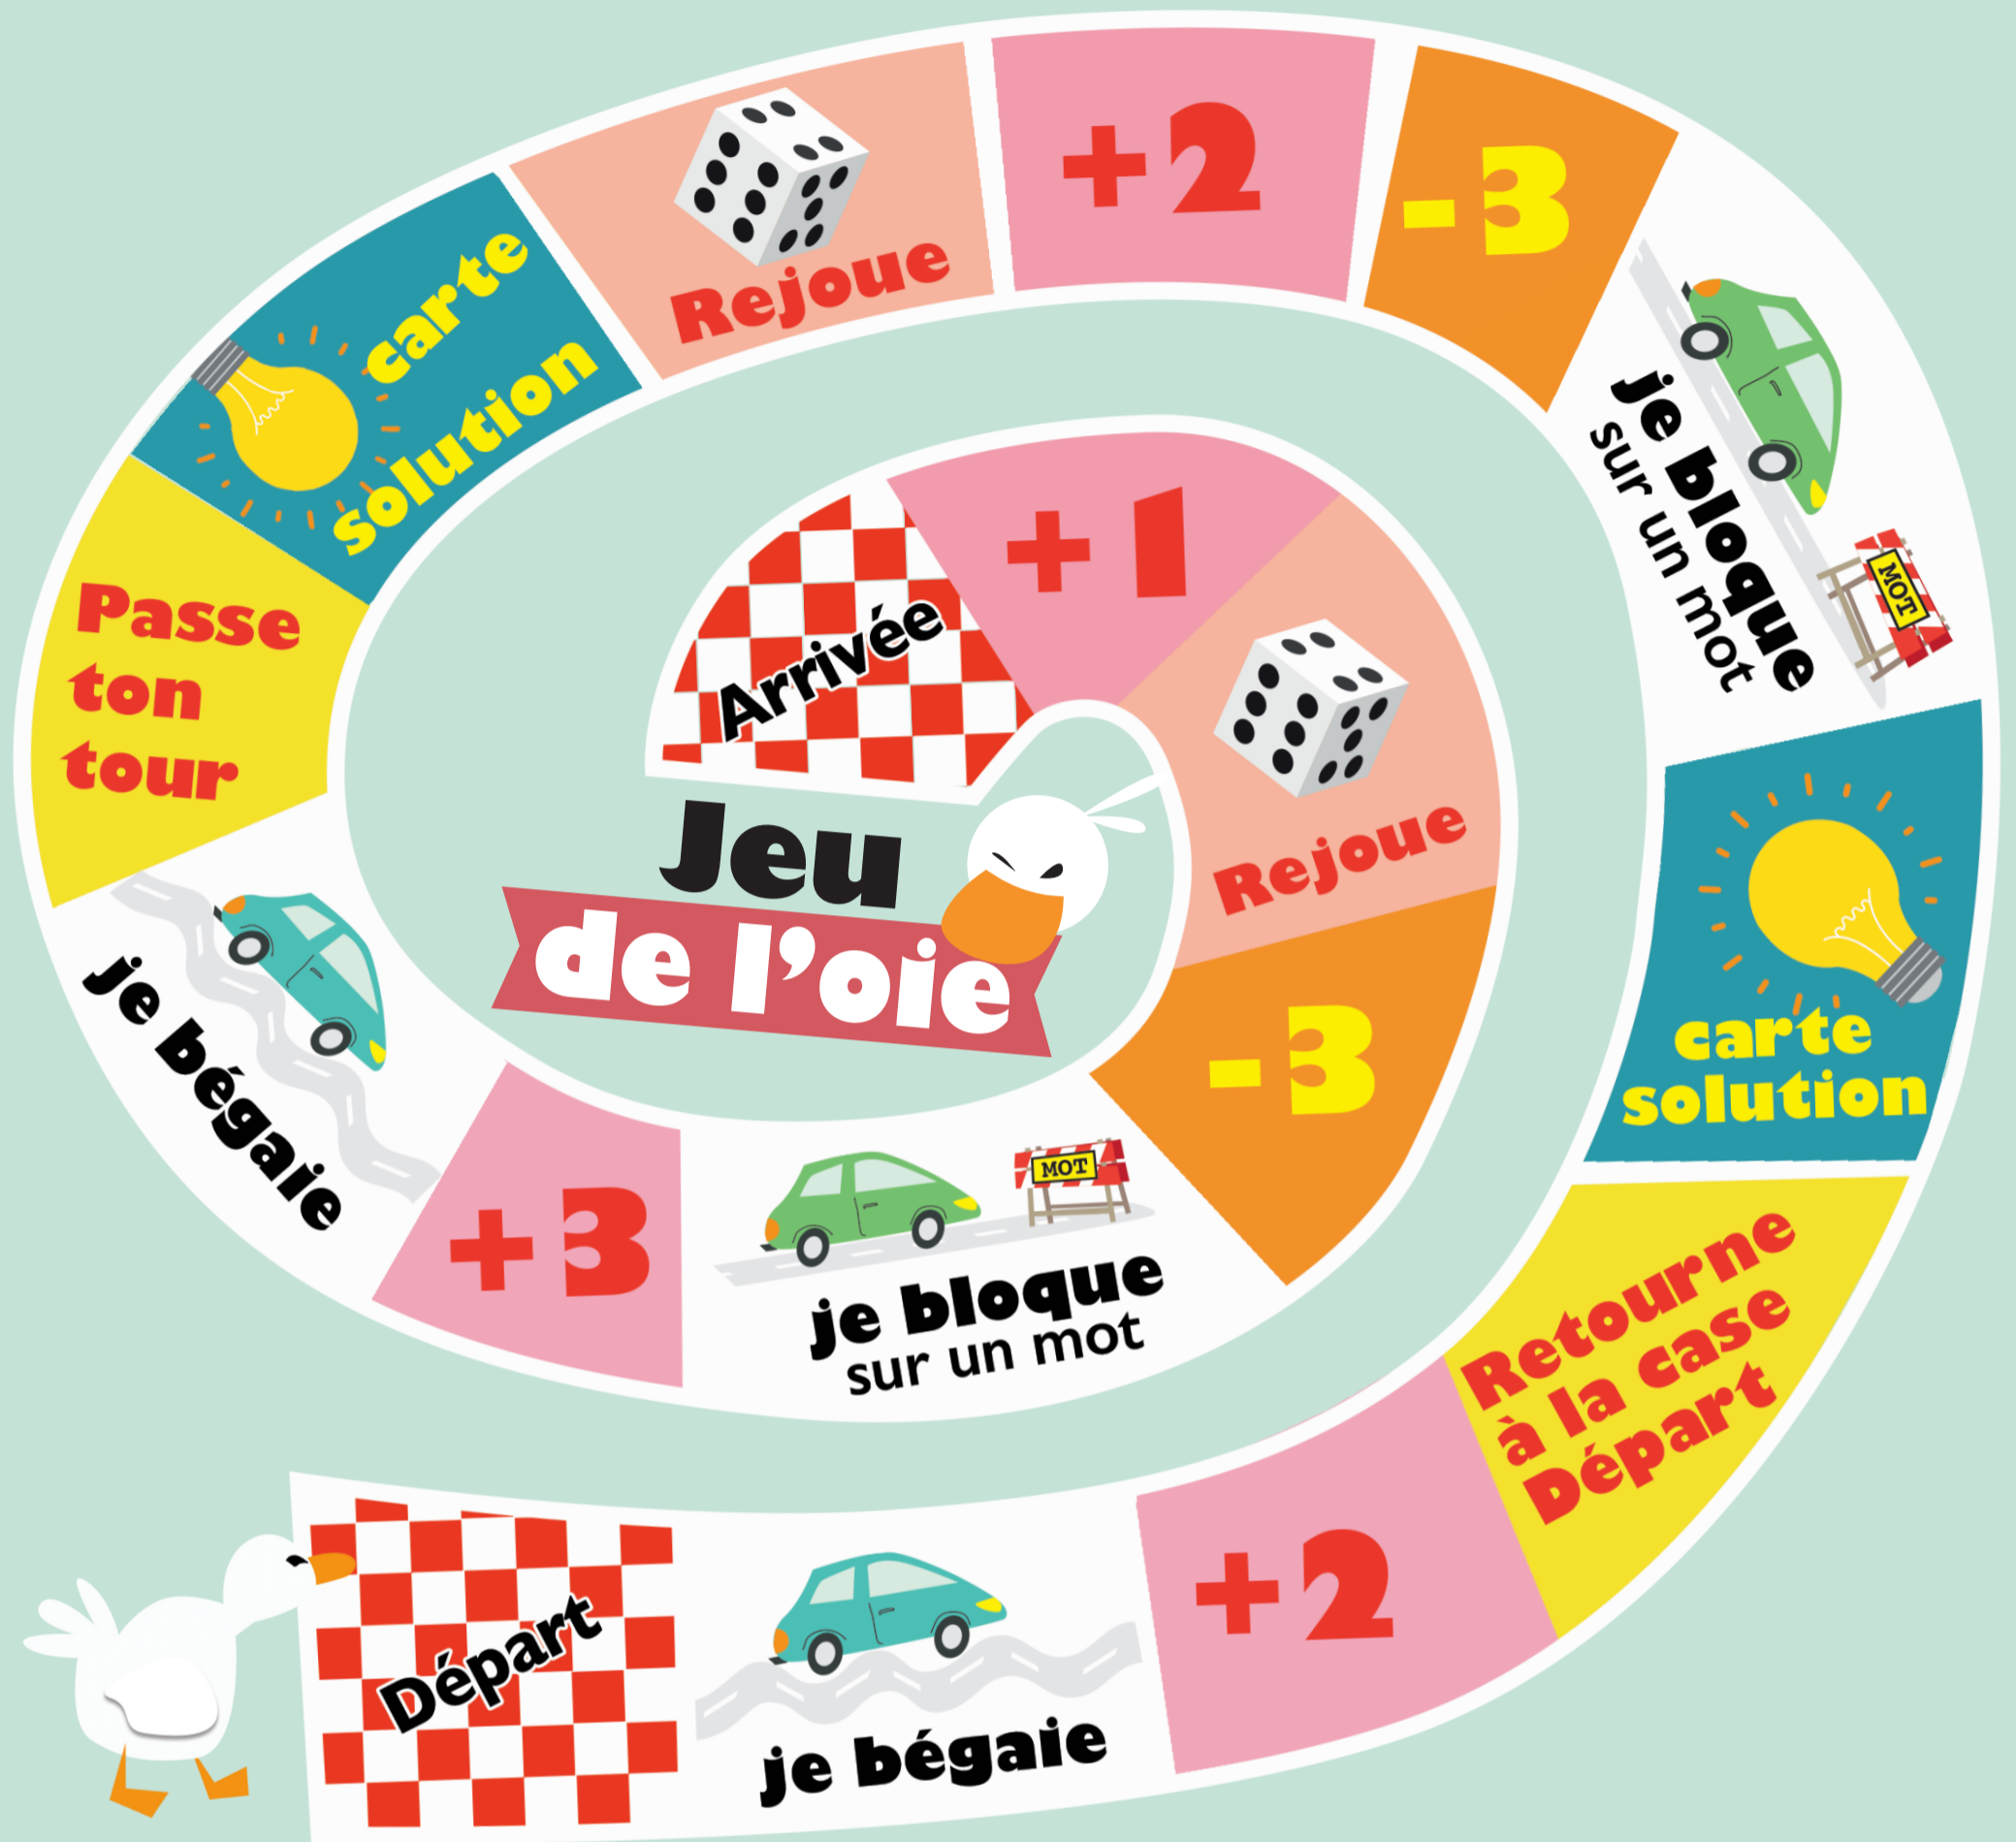 Départ
je bégaie
+2
Retourne
à la case
Départ
carte
solution
je bloque
sur un mot
MOT
-3
+2
Rejoue
carte
solution
Passe
ton
tour
je bégaie
+3
MOT
je bloque
sur un mot
-3
Rejoue
+1
Arrivée
Jeu
de l'oie